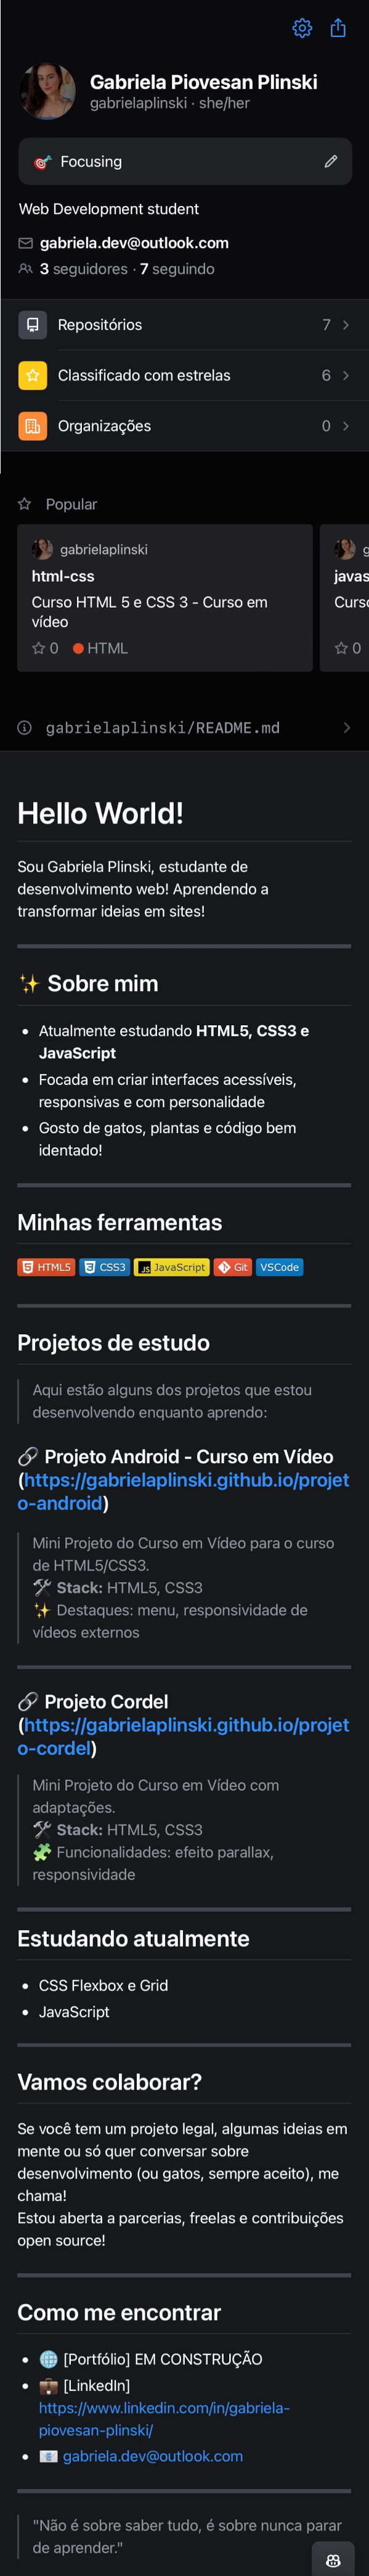 Gabriela Piovesan Plinski
gabrielaplinski · she/her
🎯 Focusing
Web Development student
gabriela.dev@outlook.com
3 seguidores · 7 seguindo
Repositórios 7
Classificado com estrelas 6
Organizações 0
Popular
gabrielaplinski
html-css
Curso HTML 5 e CSS 3 - Curso em
vídeo
0 HTML
g
javas
Curso
0
gabrielaplinski/README.md
Hello World!
Sou Gabriela Plinski, estudante de
desenvolvimento web! Aprendendo a
transformar ideias em sites!
✨ Sobre mim
• Atualmente estudando HTML5, CSS3 e
JavaScript
• Focada em criar interfaces acessíveis,
responsivas e com personalidade
• Gosto de gatos, plantas e código bem
identado!
Minhas ferramentas
HTML5 CSS3 JS JavaScript Git VSCode
Projetos de estudo
Aqui estão alguns dos projetos que estou
desenvolvendo enquanto aprendo:
🔗 Projeto Android - Curso em Vídeo
(https://gabrielaplinski.github.io/projet
o-android)
Mini Projeto do Curso em Vídeo para o curso
de HTML5/CSS3.
🛠 Stack: HTML5, CSS3
✨ Destaques: menu, responsividade de
vídeos externos
🔗 Projeto Cordel
(https://gabrielaplinski.github.io/projet
o-cordel)
Mini Projeto do Curso em Vídeo com
adaptações.
🛠 Stack: HTML5, CSS3
🧩 Funcionalidades: efeito parallax,
responsividade
Estudando atualmente
• CSS Flexbox e Grid
• JavaScript
Vamos colaborar?
Se você tem um projeto legal, algumas ideias em
mente ou só quer conversar sobre
desenvolvimento (ou gatos, sempre aceito), me
chama!
Estou aberta a parcerias, freelas e contribuições
open source!
Como me encontrar
• 🌐 [Portfólio] EM CONSTRUÇÃO
• 💼 [LinkedIn]
https://www.linkedin.com/in/gabriela-
piovesan-plinski/
• 📧 gabriela.dev@outlook.com
"Não é sobre saber tudo, é sobre nunca parar
de aprender."